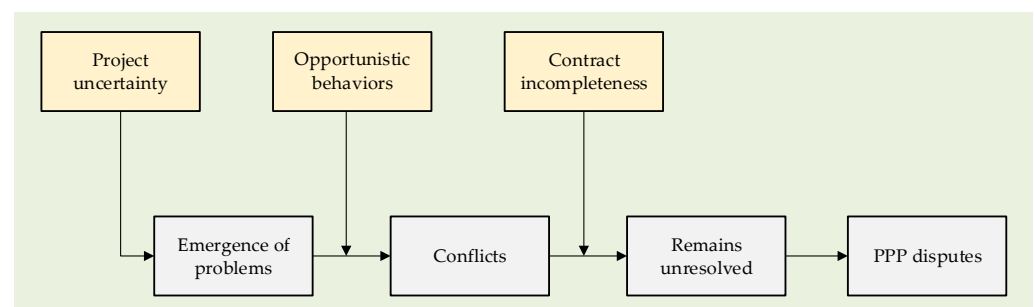 Project
uncertainty
Opportunistic
behaviors
Contract
incompleteness
Emergence of
problems
Conflicts
Remains
unresolved
PPP disputes